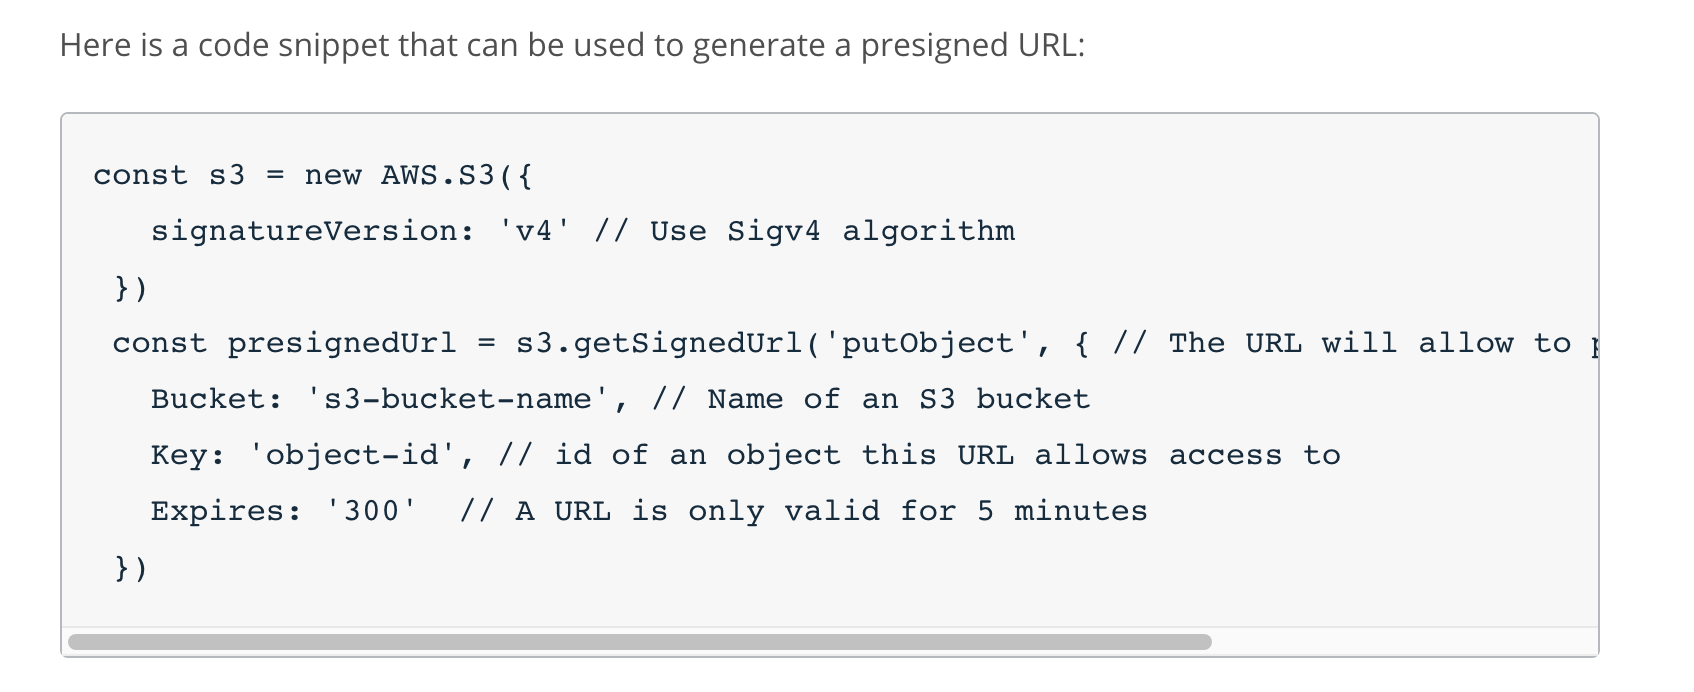 Here is a code snippet that can be used to generate a presigned URL:
const s3 = new AWS.S3({
signatureVersion: 'v4' // Use Sigv4 algorithm
})
const presignedUrl = s3.getSignedUrl('putObject', { // The URL will allow to
Bucket: 's3-bucket-name', // Name of an S3 bucket
Key: 'object-id', // id of an object this URL allows access to
Expires: '300'  // A URL is only valid for 5 minutes
})